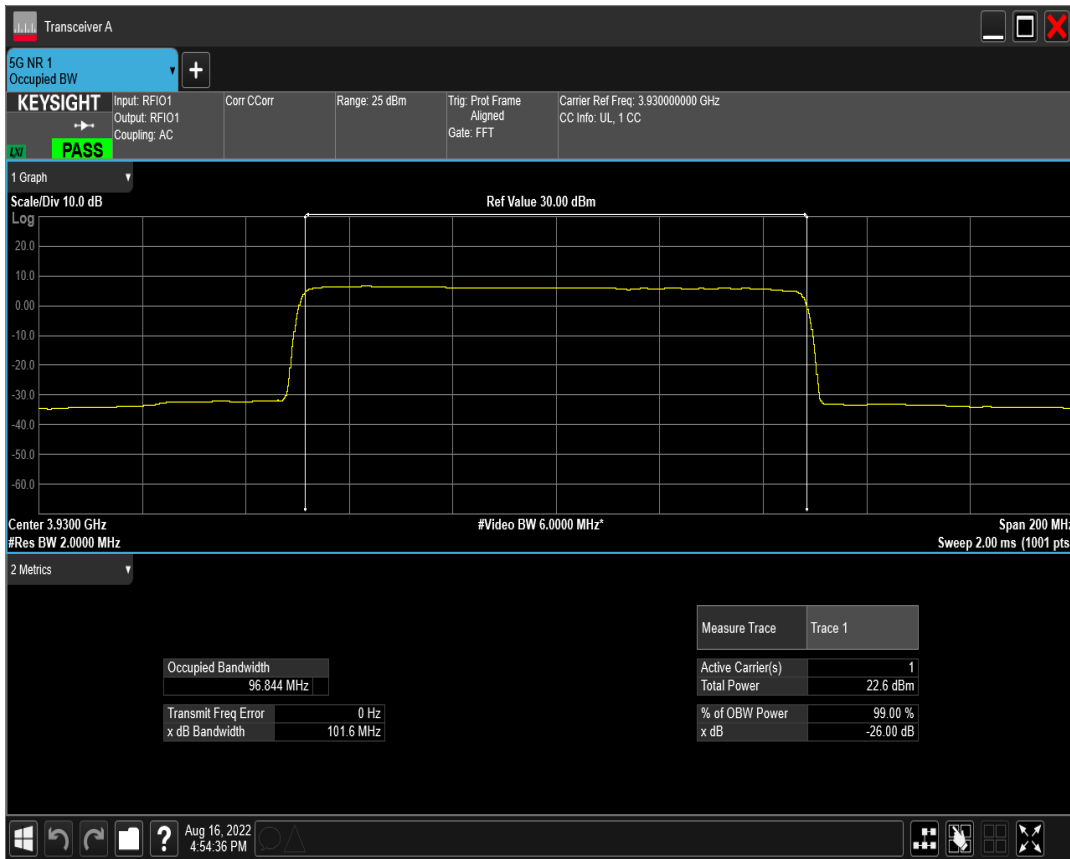 Transceiver A
5G NR 1
Occupied BW
+
KEYSIGHT
LXI
PASS
Input: RFIO1
Output: RFIO1
Coupling: AC
Corr CCorr
Range: 25 dBm
Trig: Prot Frame
Aligned
Gate: FFT
Carrier Ref Freq: 3.930000000 GHz
CC Info: UL, 1 CC
1 Graph
Scale/Div 10.0 dB
Ref Value 30.00 dBm
Log
20.0
10.0
0.00
-10.0
-20.0
-30.0
-40.0
-50.0
-60.0
Center 3.9300 GHz
#Video BW 6.0000 MHz*
Span 200 MHz
#Res BW 2.0000 MHz
Sweep 2.00 ms (1001 pts
2 Metrics
Measure Trace Trace 1
Occupied Bandwidth
96.844 MHz
Active Carrier(s) 1
Total Power 22.6 dBm
Transmit Freq Error 0 Hz
x dB Bandwidth 101.6 MHz
% of OBW Power 99.00 %
x dB -26.00 dB
?
Aug 16, 2022
4:54:36 PM